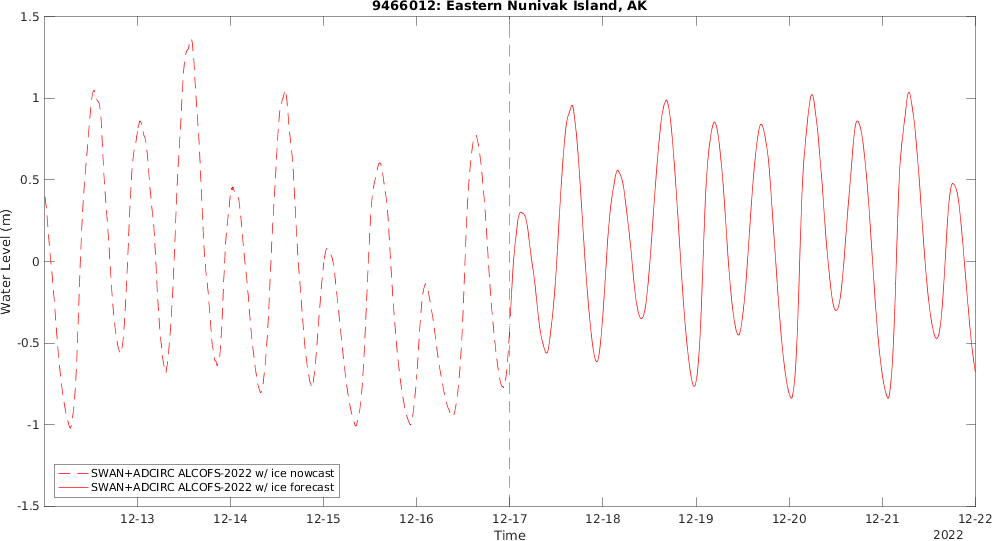 9466012: Eastern Nunivak Island, AK
1.5
1
0.5
0
-0.5
-1
-1.5
Water Level (m)
SWAN+ADCIRC ALCOFS-2022 w/ ice nowcast
SWAN+ADCIRC ALCOFS-2022 w/ ice forecast
12-13 12-14 12-15 12-16 12-17 12-18 12-19 12-20 12-21 12-22
Time
2022